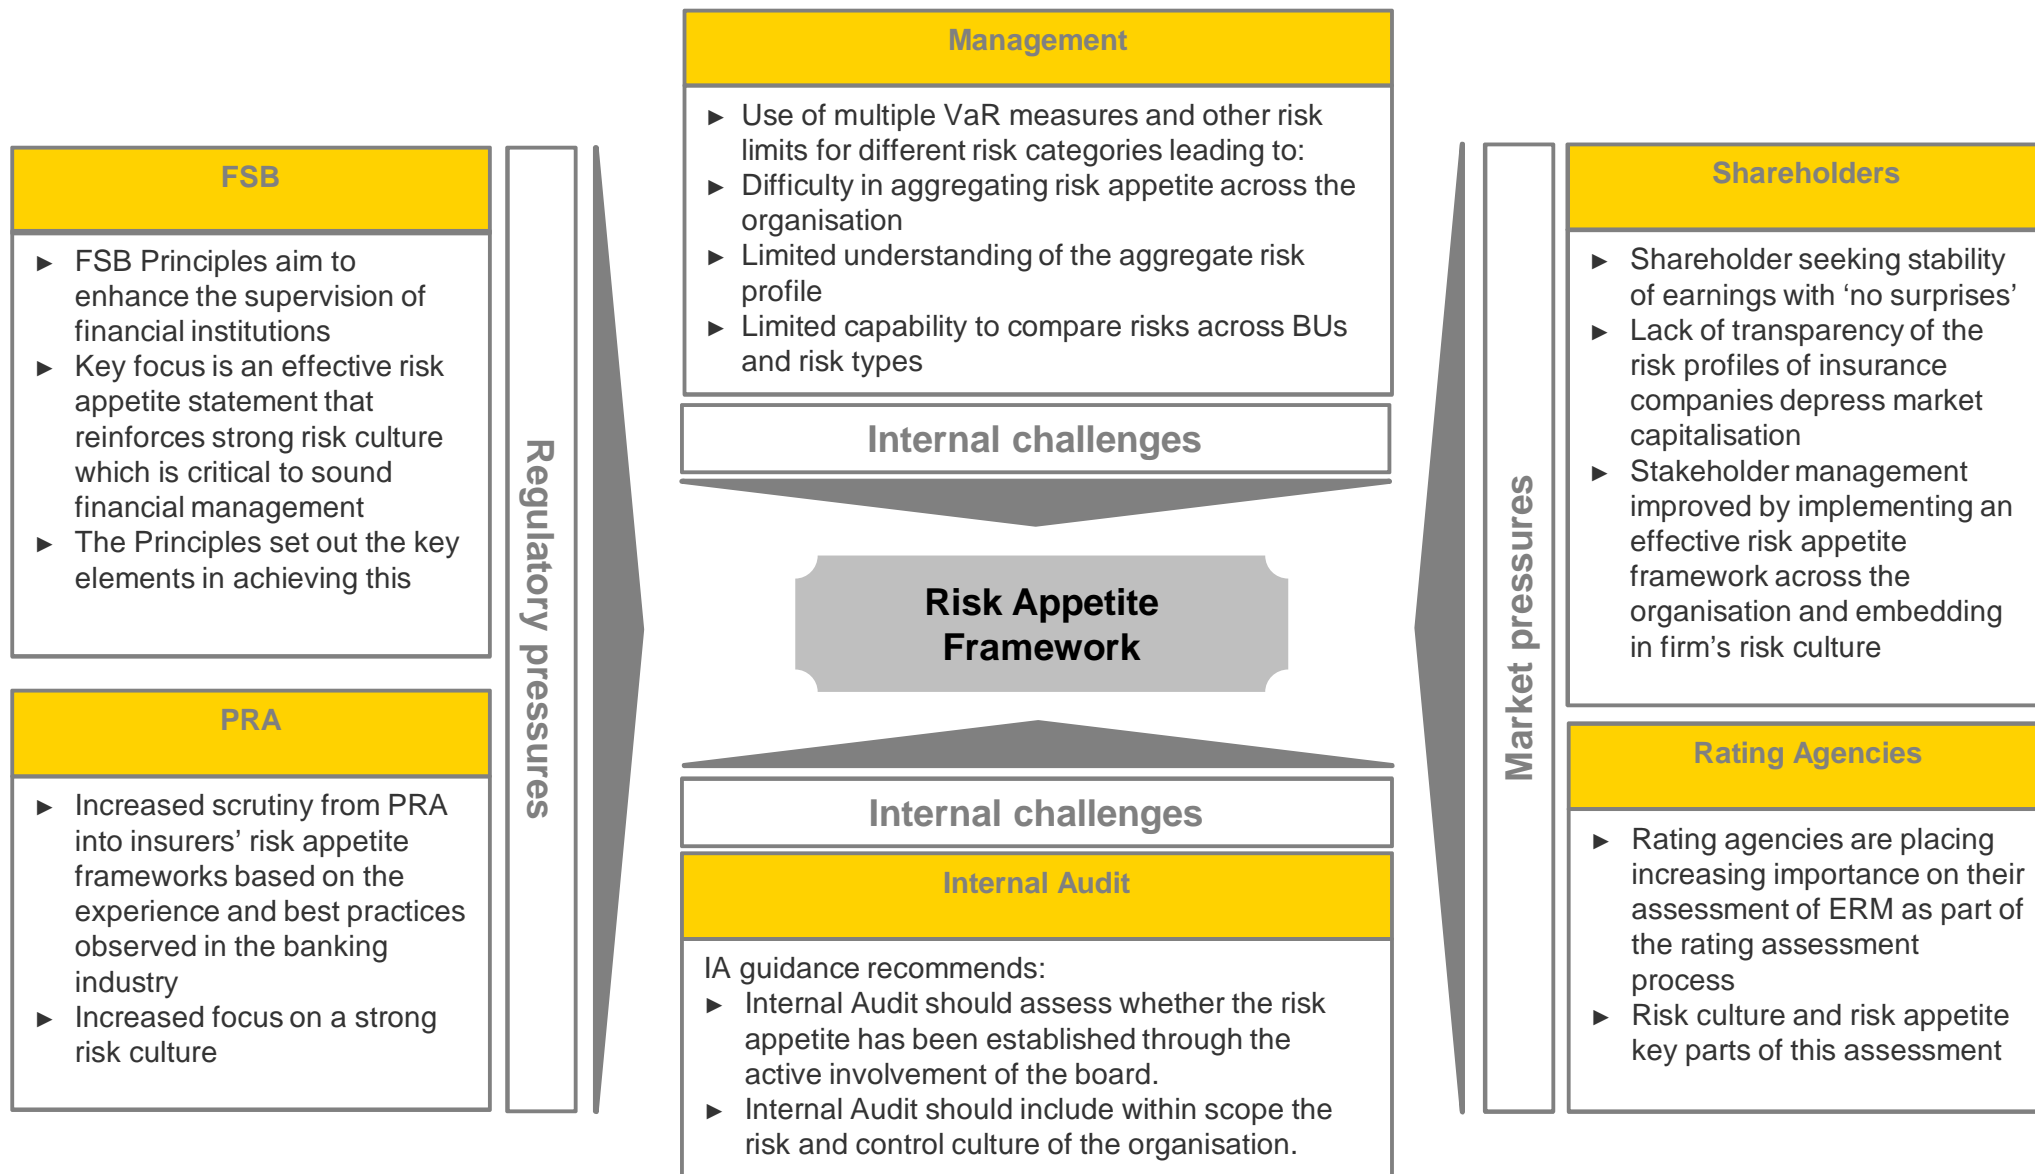 Management
► Use of multiple VaR measures and other risk
limits for different risk categories leading to:
► Difficulty in aggregating risk appetite across the
organisation
► Limited understanding of the aggregate risk
profile
► Limited capability to compare risks across BUs
and risk types
Internal challenges
FSB
► FSB Principles aim to
enhance the supervision of
financial institutions
► Key focus is an effective risk
appetite statement that
reinforces strong risk culture
which is critical to sound
financial management
► The Principles set out the key
elements in achieving this
PRA
► Increased scrutiny from PRA
into insurers’ risk appetite
frameworks based on the
experience and best practices
observed in the banking
industry
► Increased focus on a strong
risk culture
Regulatory pressures
Risk Appetite
Framework
Internal challenges
Internal Audit
IA guidance recommends:
► Internal Audit should assess whether the risk
appetite has been established through the
active involvement of the board.
► Internal Audit should include within scope the
risk and control culture of the organisation.
Market pressures
Shareholders
► Shareholder seeking stability
of earnings with ‘no surprises’
► Lack of transparency of the
risk profiles of insurance
companies depress market
capitalisation
► Stakeholder management
improved by implementing an
effective risk appetite
framework across the
organisation and embedding
in firm’s risk culture
Rating Agencies
► Rating agencies are placing
increasing importance on their
assessment of ERM as part of
the rating assessment
process
► Risk culture and risk appetite
key parts of this assessment